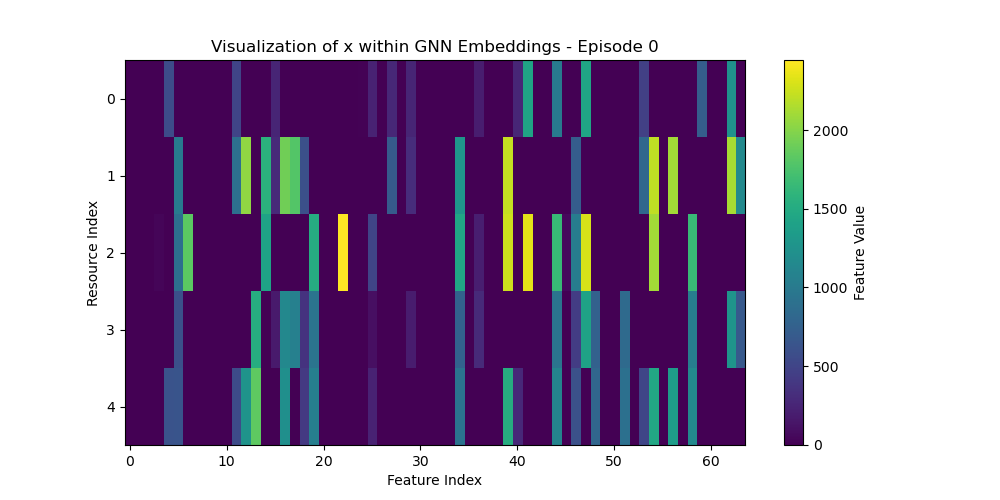 Visualization of x within GNN Embeddings - Episode 0
Resource Index
0
1
2
3
4
0 10 20 30 40 50 60
Feature Index
2000
1500
1000
500
0
Feature Value